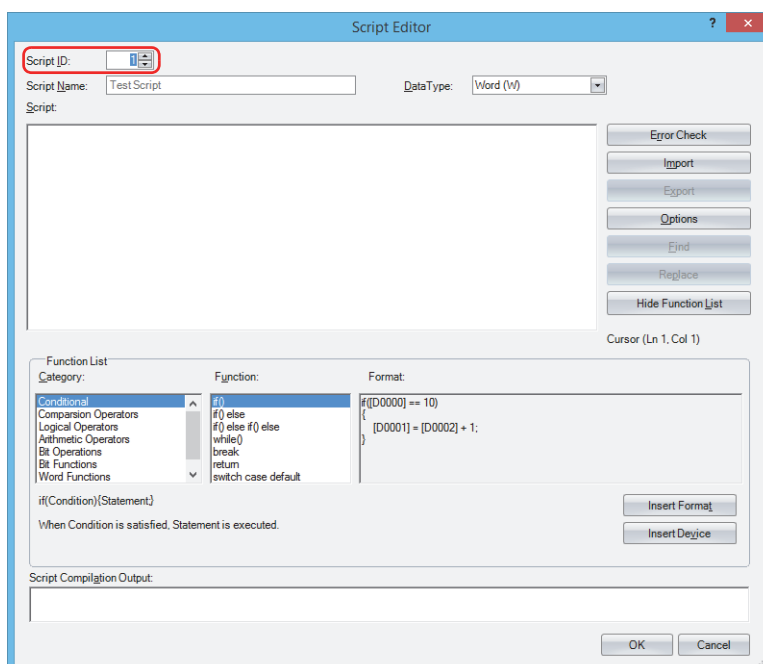 Script Editor
?
×
Script ID:
1
Script Name:
Test Script
DataType:
Word (W)
Script:
Error Check
Import
Export
Options
Find
Replace
Hide Function List
Cursor (Ln 1, Col 1)
Function List
Category:
Function:
Format:
Conditional
Comparsion Operators
Logical Operators
Arithmetic Operators
Bit Operations
Bit Functions
Word Functions
if()
if() else
if() else if() else
while()
break
return
switch case default
if([D0000] == 10)
{
[D0001] = [D0002] + 1;
}
if(Condition){Statement;}
When Condition is satisfied, Statement is executed.
Insert Format
Insert Device
Script Compilation Output:
OK
Cancel